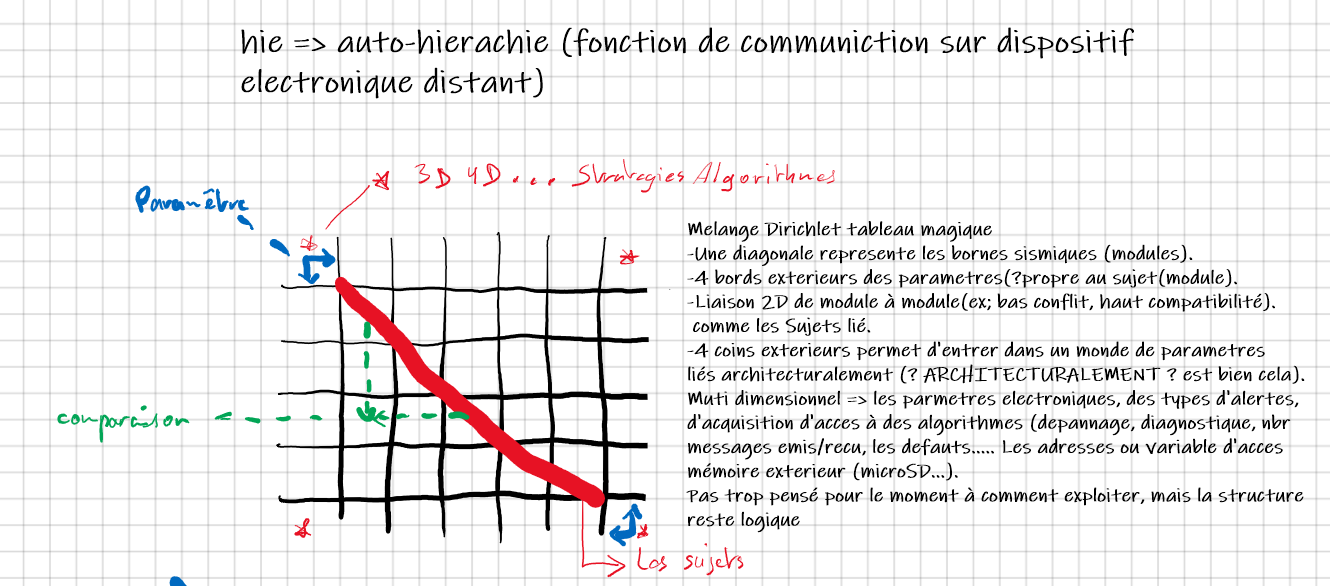 hie => auto-hierachie (fonction de communiction sur dispositif
electronique distant)
3D 4D... Strategies Algorithmes
Paramêtre
Melange Dirichlet tableau magique
-Une diagonale represente les bornes sismiques (modules).
-4 bords exterieurs des parametres(?propre au sujet(module).
-Liaison 2D de module à module(ex; bas conflit, haut compatibilité).
comme les Sujets lié.
-4 coins exterieurs permet d'entrer dans un monde de parametres
liés architecturalement (? ARCHITECTURALEMENT ? est bien cela).
Muti dimensionnel => les parmetres electroniques, des types d'alertes,
d'acquisition d'acces à des algorithmes (depannage, diagnostique, nbr
messages emis/recu, les defauts..... Les adresses ou variable d'acces
mémoire exterieur (microSD...).
Pas trop pensé pour le moment à comment exploiter, mais la structure
reste logique
comparaison
Los sujets